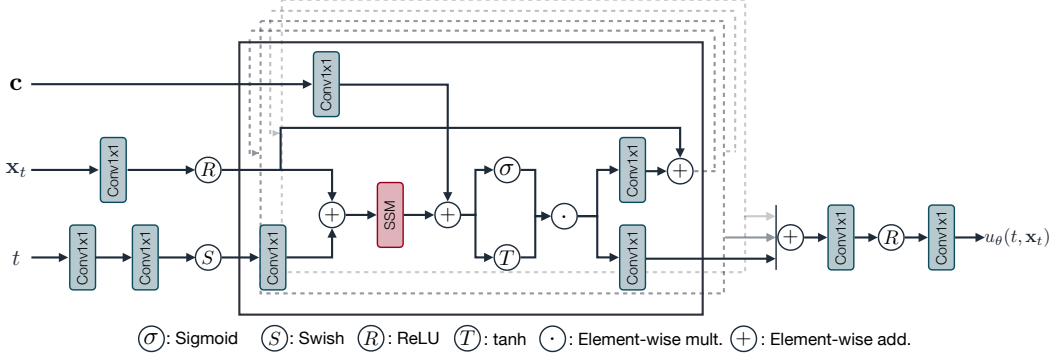 c
Conv1x1
x_t
Conv1x1
R
t
Conv1x1
Conv1x1
S
Conv1x1
+
SSM
+
σ
T
·
Conv1x1
+
Conv1x1
+
Conv1x1
R
Conv1x1
u_θ(t, x_t)
σ : Sigmoid
S : Swish
R : ReLU
T : tanh
· : Element-wise mult.
+ : Element-wise add.